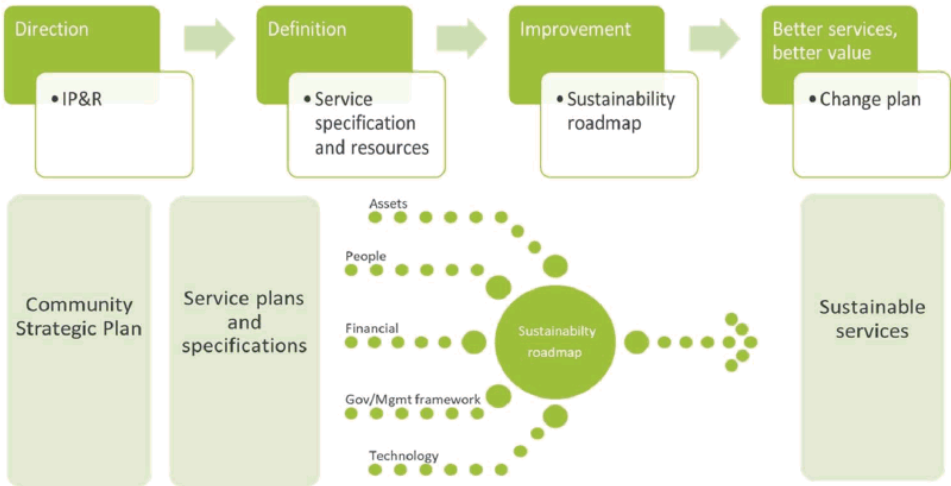 Direction
Definition
Improvement
Better services,
better value
• IP&R
• Service
specification
and resources
• Sustainability
roadmap
• Change plan
Community
Strategic Plan
Service plans
and
specifications
Assets
People
Financial
Gov/Mgmt framework
Technology
Sustainabilty
roadmap
Sustainable
services